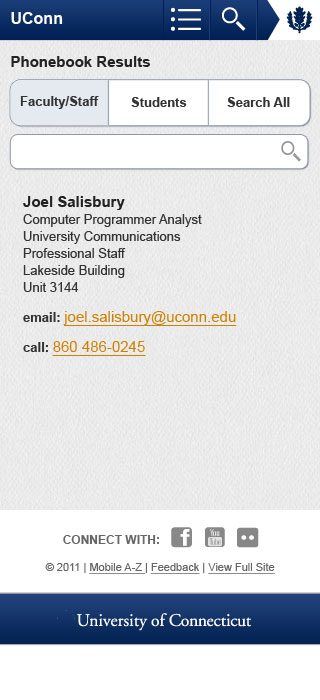 UConn
Phonebook Results
Faculty/Staff Students Search All
Joel Salisbury
Computer Programmer Analyst
University Communications
Professional Staff
Lakeside Building
Unit 3144
email: joel.salisbury@uconn.edu
call: 860 486-0245
CONNECT WITH: f You Tube
© 2011 | Mobile A-Z | Feedback | View Full Site
University of Connecticut